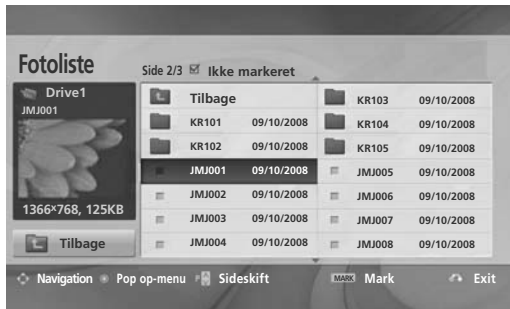 Fotoliste
Side 2/3 Ikke markeret
Drive1
JMJ001
1366x768, 125KB
Tilbage
Tilbage
KR101 09/10/2008
KR102 09/10/2008
JMJ001 09/10/2008
JMJ002 09/10/2008
JMJ003 09/10/2008
JMJ004 09/10/2008
KR103 09/10/2008
KR104 09/10/2008
KR105 09/10/2008
JMJ005 09/10/2008
JMJ006 09/10/2008
JMJ007 09/10/2008
JMJ008 09/10/2008
Navigation Pop op-menu P Sideskift MARK Mark Exit